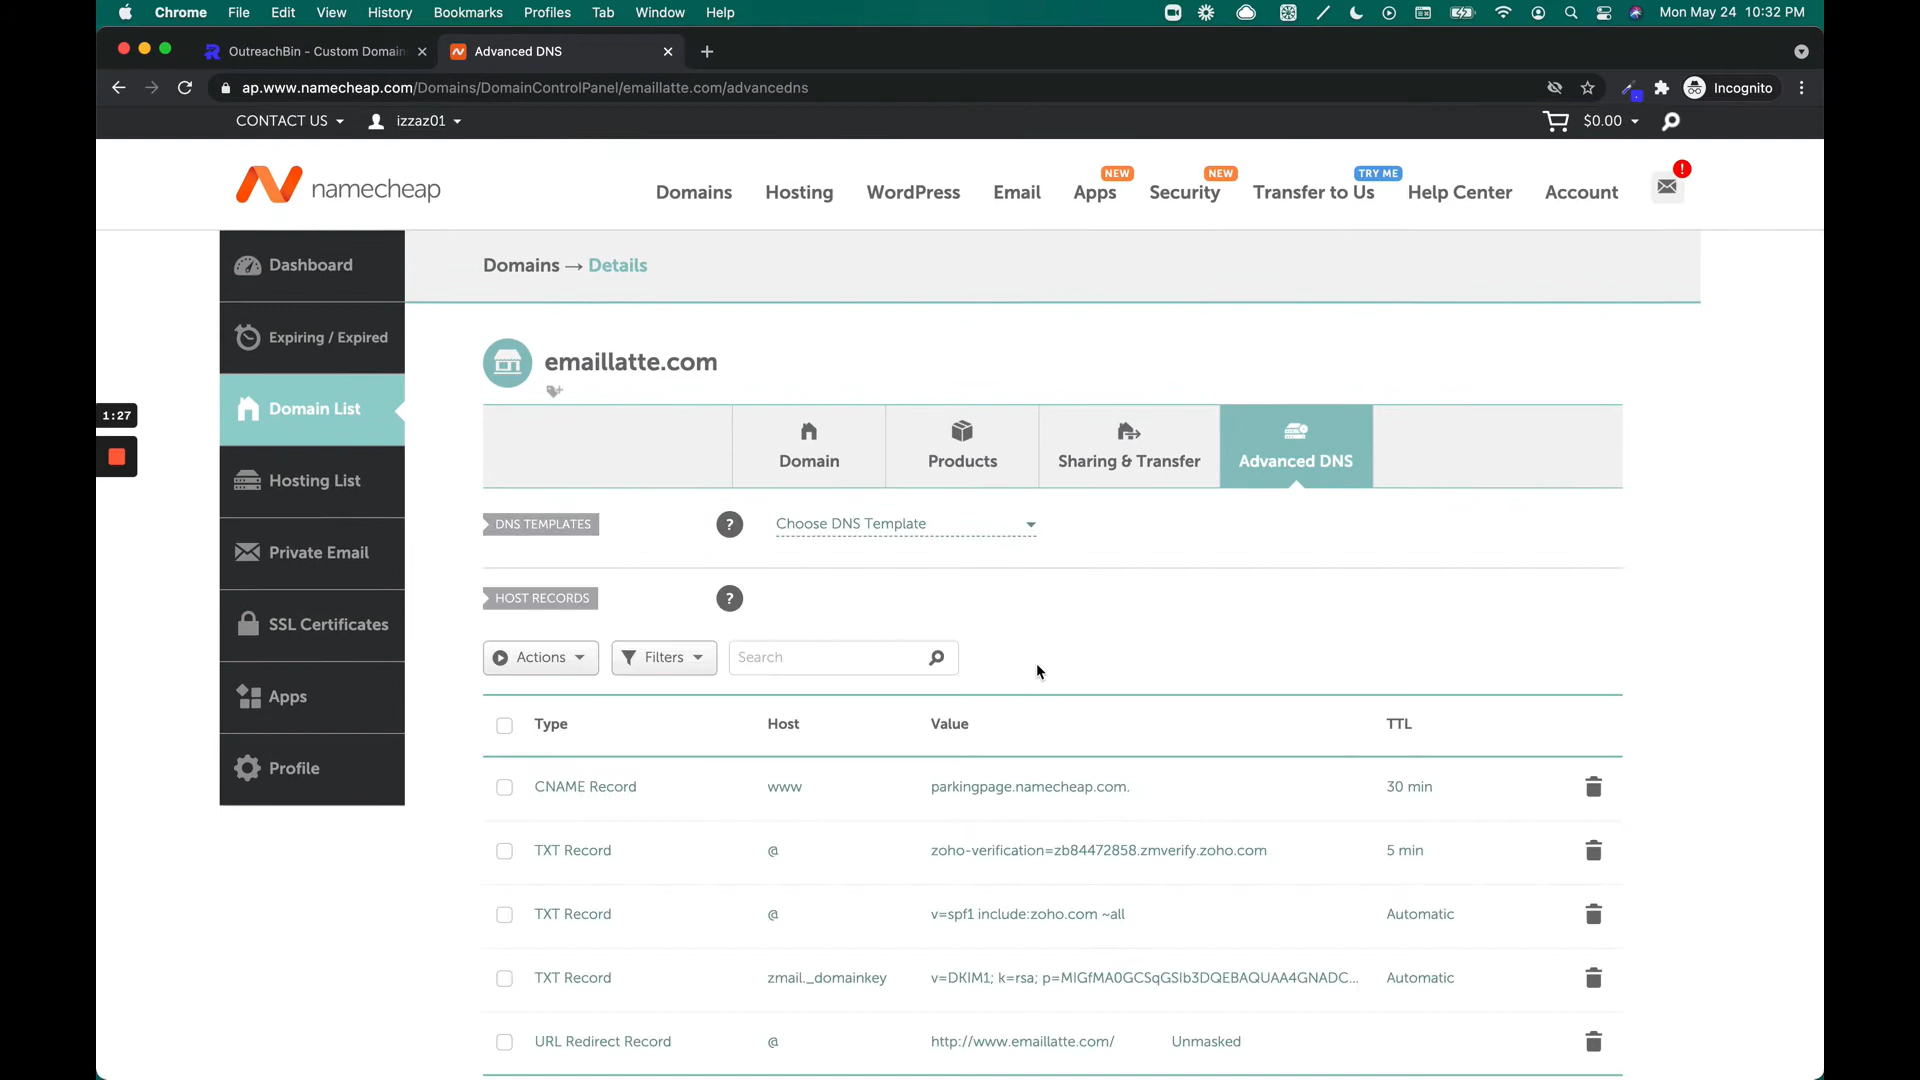 Chrome File Edit View History Bookmarks Profiles Tab Window Help Mon May 24 10:32 PM
OutreachBin - Custom Domain Advanced DNS
ap.www.namecheap.com/Domains/DomainControlPanel/emaillatte.com/advancedns Incognito
CONTACT US izzaz01 $0.00
NEW NEW TRY ME !
namecheap Domains Hosting WordPress Email Apps Security Transfer to Us Help Center Account
Dashboard
Expiring / Expired
Domain List
Hosting List
Private Email
SSL Certificates
Apps
Profile
1:27
Domains → Details
emaillatte.com
Domain Products Sharing & Transfer Advanced DNS
DNS TEMPLATES ? Choose DNS Template
HOST RECORDS ?
Actions Filters Search
Type Host Value TTL
CNAME Record www parkingpage.namecheap.com. 30 min
TXT Record @ zoho-verification=zb84472858.zmverify.zoho.com 5 min
TXT Record @ v=spf1 include:zoho.com ~all Automatic
TXT Record zmail._domainkey v=DKIM1; k=rsa; p=MIGfMA0GCSqGSIb3DQEBAQUAA4GNADC... Automatic
URL Redirect Record @ http://www.emaillatte.com/ Unmasked